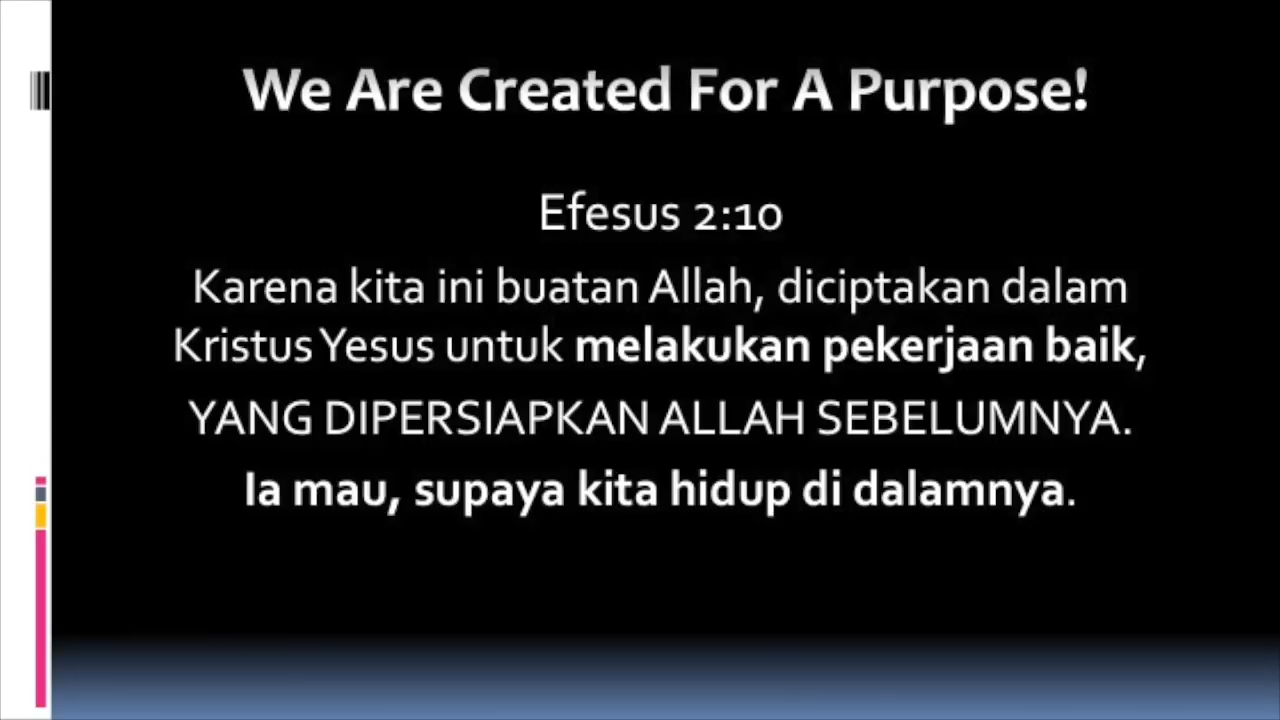 We Are Created For A Purpose!
Efesus 2:10
Karena kita ini buatan Allah, diciptakan dalam
Kristus Yesus untuk melakukan pekerjaan baik,
YANG DIPERSIAPKAN ALLAH SEBELUMNYA.
Ia mau, supaya kita hidup di dalamnya.